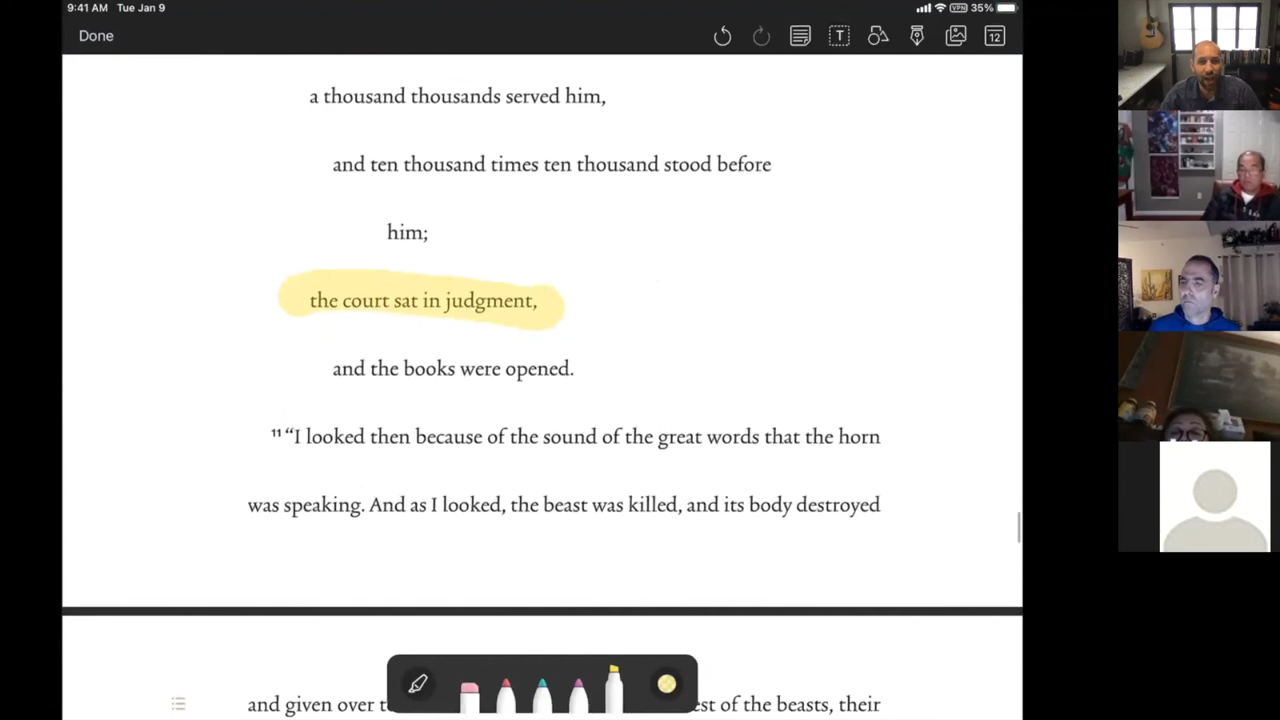 9:41 AM Tue Jan 9
VPN 35%
Done
T
12
a thousand thousands served him,
and ten thousand times ten thousand stood before
him;
the court sat in judgment,
and the books were opened.
11 “I looked then because of the sound of the great words that the horn
was speaking. And as I looked, the beast was killed, and its body destroyed
and given over t
est of the beasts, their